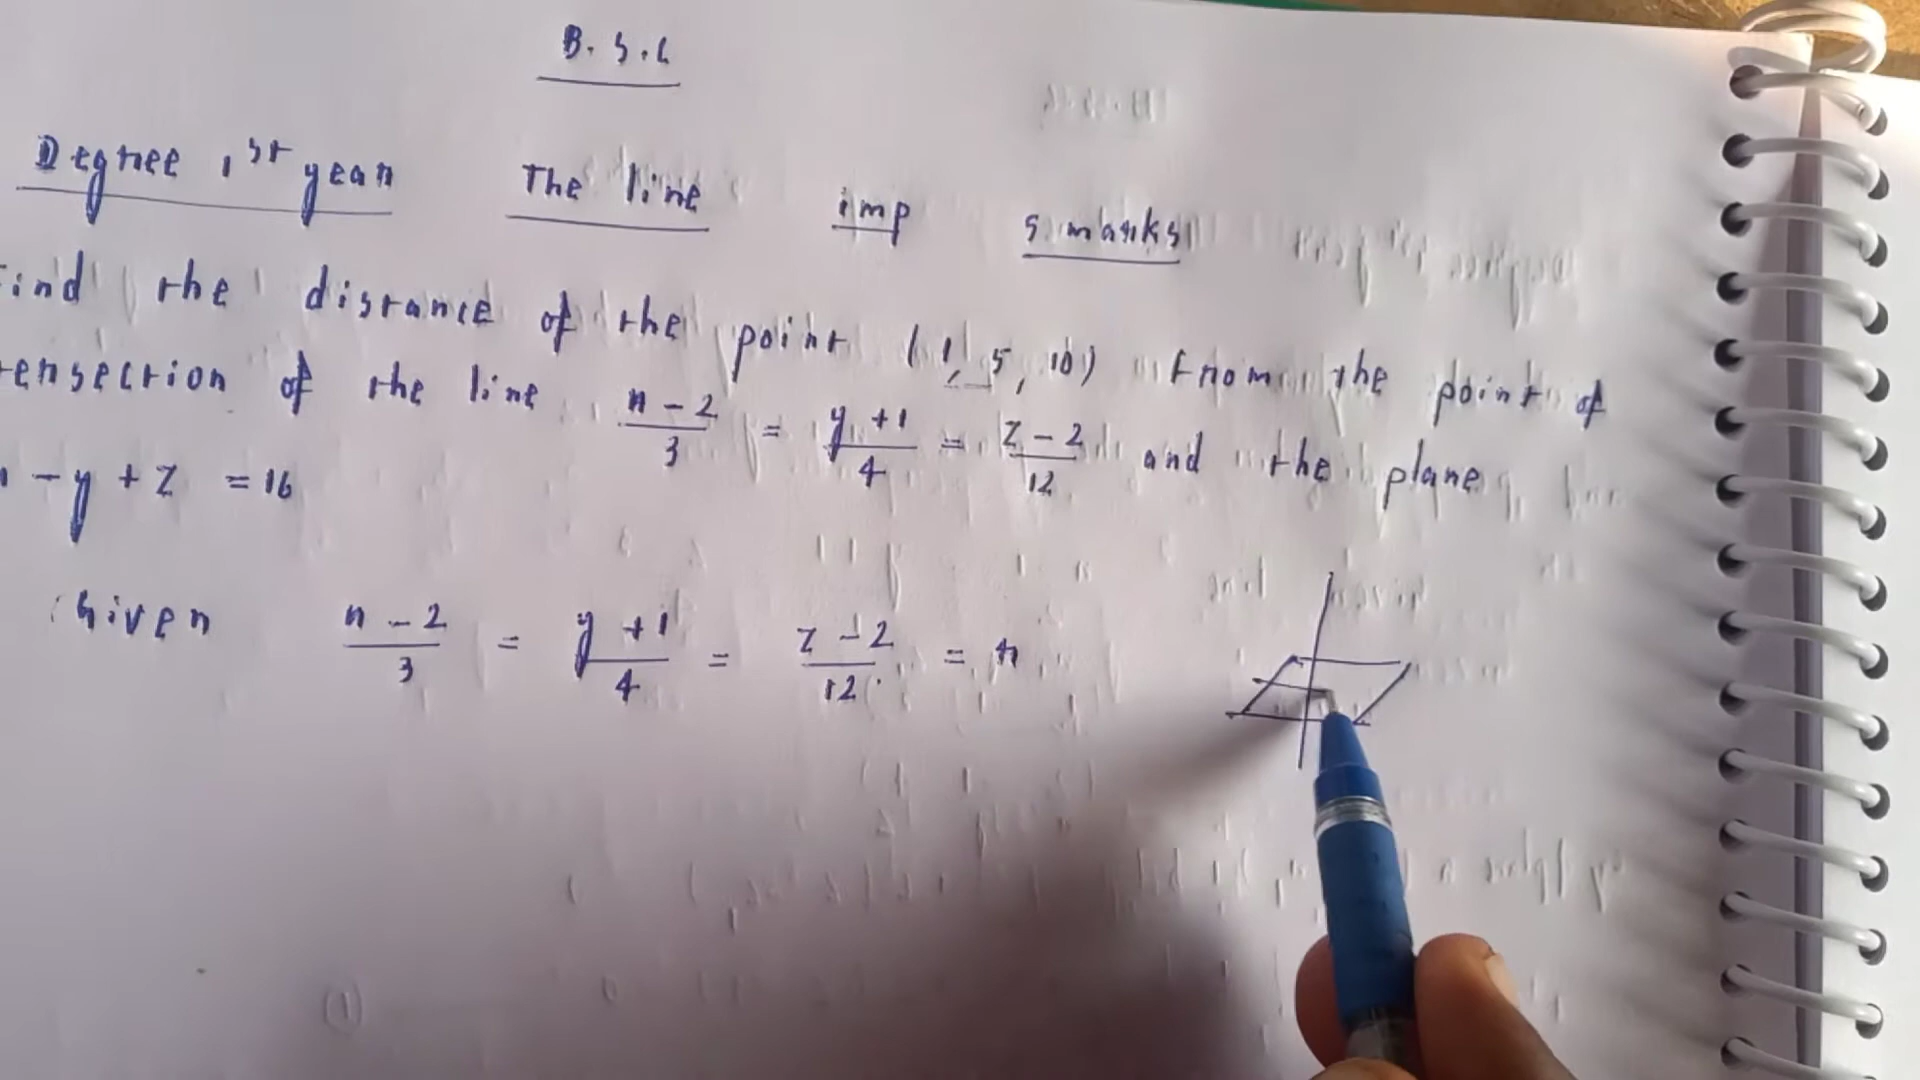 B.S.C
Degree 1st year The line imp 5 marks
ind the distance of the point (1, 5, 10) from the point of
ersection of the line x-2/3 = y+1/4 = z-2/12 and the plane
x - y + z = 16
Given x-2/3 = y+1/4 = z-2/12 = r